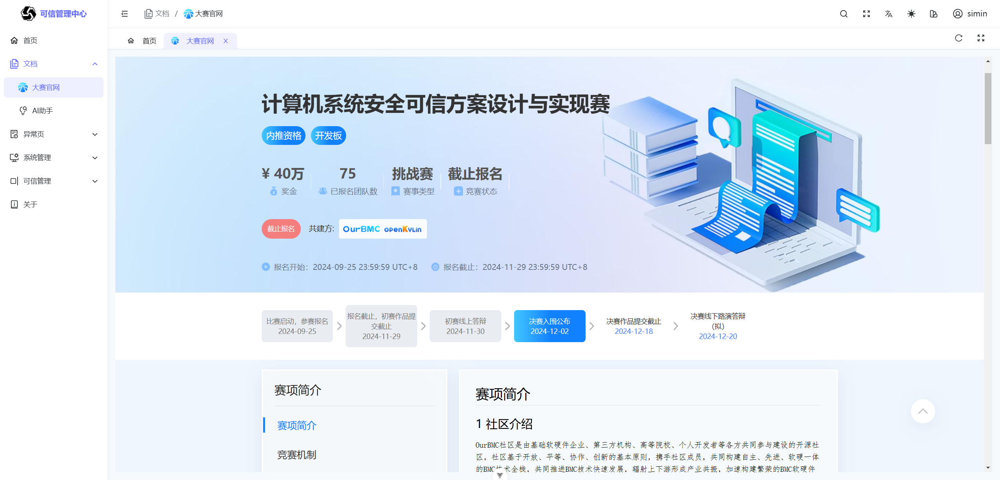 可信管理中心
首页
文档
大赛官网
AI助手
异常页
系统管理
可信管理
关于
文档 / 大赛官网
simin
首页
大赛官网
计算机系统安全可信方案设计与实现赛
内推资格 开发板
¥ 40万 75 挑战赛 截止报名
奖金 已报名团队数 赛事类型 竞赛状态
截止报名 共建方: OurBMC openKylin
报名开始: 2024-09-25 23:59:59 UTC+8 报名截止: 2024-11-29 23:59:59 UTC+8
比赛启动，参赛报名
2024-09-25
报名截止，初赛作品提
交截止
2024-11-29
初赛线上答辩
2024-11-30
决赛入围公布
2024-12-02
决赛作品提交截止
2024-12-18
决赛线下路演答辩
(拟)
2024-12-20
赛项简介
赛项简介
竞赛机制
赛项简介
1 社区介绍
OurBMC社区是由基础软硬件企业、第三方机构、高等院校、个人开发者等各方共同参与建设的开源社
区，社区基于开放、平等、协作、创新的基本原则，携手社区成员，共同构建自主、先进、软硬一体
的BMC技术全栈，共同推进BMC技术快速发展，辐射上下游形成产业共振，加速构建繁荣的BMC软硬件